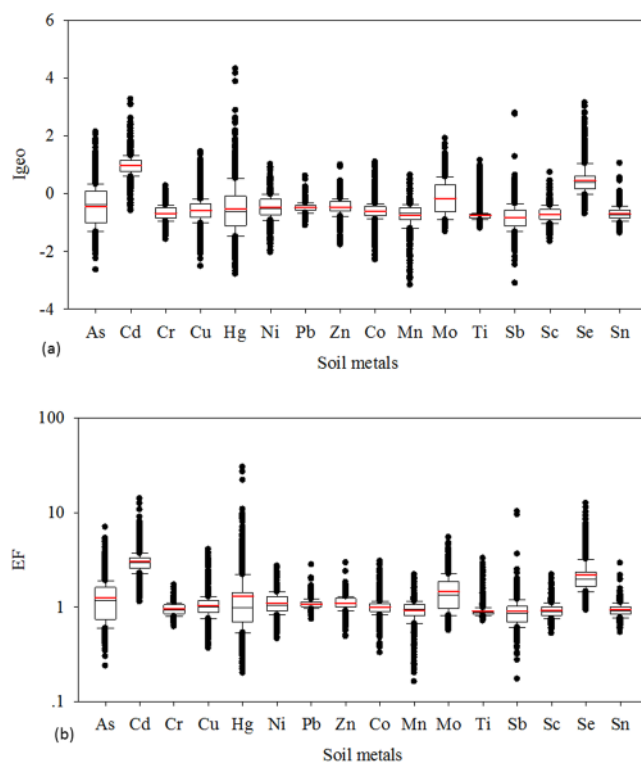 6
4
2
0
-2
-4
Igeo
As Cd Cr Cu Hg Ni Pb Zn Co Mn Mo Ti Sb Sc Se Sn
(a)
Soil metals
100
10
1
.1
EF
As Cd Cr Cu Hg Ni Pb Zn Co Mn Mo Ti Sb Sc Se Sn
(b)
Soil metals